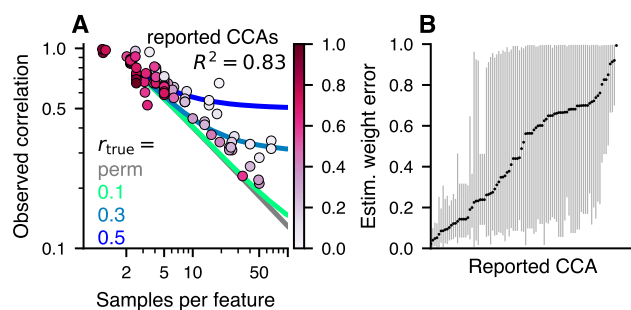 A
reported CCAs
R² = 0.83
Observed correlation
1.0
0.5
0.1
r_true =
perm
0.1
0.3
0.5
2
5
10
50
Samples per feature
1.0
0.8
0.6
0.4
0.2
0.0
B
Estim. weight error
1.0
0.8
0.6
0.4
0.2
0.0
Reported CCA